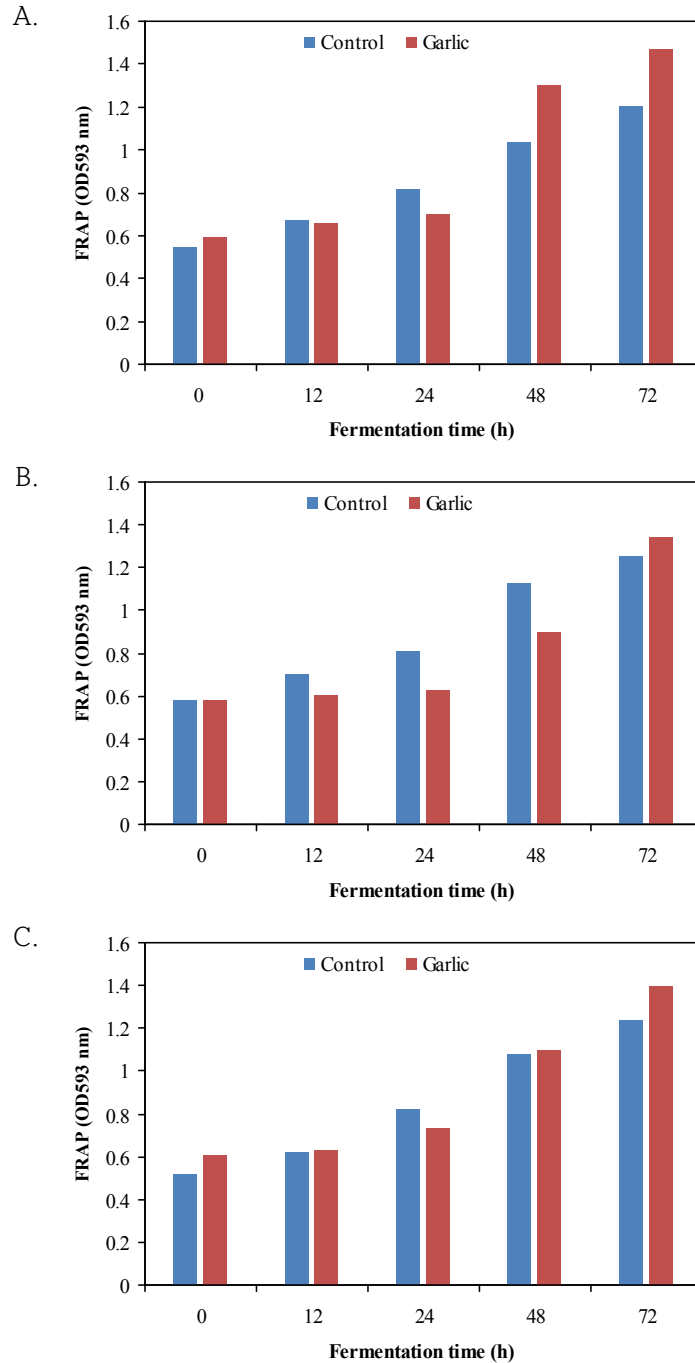 A.
1.6
Control Garlic
1.4
1.2
1
0.8
0.6
0.4
0.2
0
FRAP (OD593 nm)
0 12 24 48 72
Fermentation time (h)
B.
1.6
Control Garlic
1.4
1.2
1
0.8
0.6
0.4
0.2
0
FRAP (OD593 nm)
0 12 24 48 72
Fermentation time (h)
C.
1.6
Control Garlic
1.4
1.2
1
0.8
0.6
0.4
0.2
0
FRAP (OD593 nm)
0 12 24 48 72
Fermentation time (h)